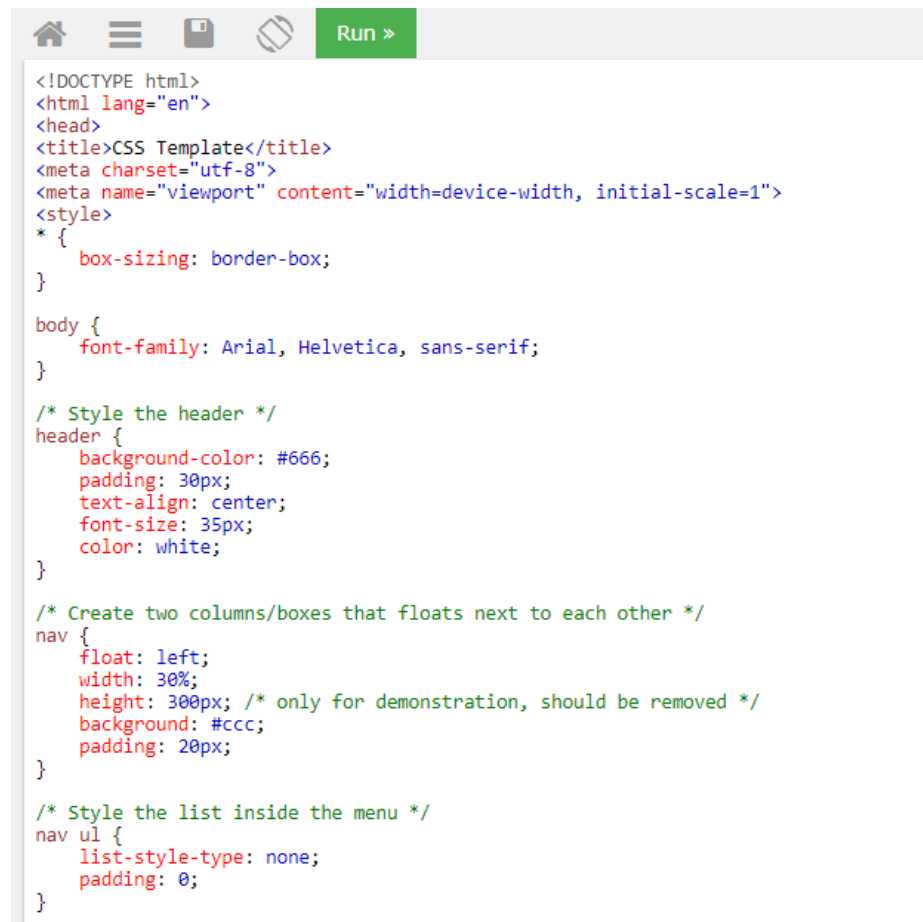 Run »
<!DOCTYPE html>
<html lang="en">
<head>
<title>CSS Template</title>
<meta charset="utf-8">
<meta name="viewport" content="width=device-width, initial-scale=1">
<style>
* {
    box-sizing: border-box;
}

body {
    font-family: Arial, Helvetica, sans-serif;
}

/* Style the header */
header {
    background-color: #666;
    padding: 30px;
    text-align: center;
    font-size: 35px;
    color: white;
}

/* Create two columns/boxes that floats next to each other */
nav {
    float: left;
    width: 30%;
    height: 300px; /* only for demonstration, should be removed */
    background: #ccc;
    padding: 20px;
}

/* Style the list inside the menu */
nav ul {
    list-style-type: none;
    padding: 0;
}